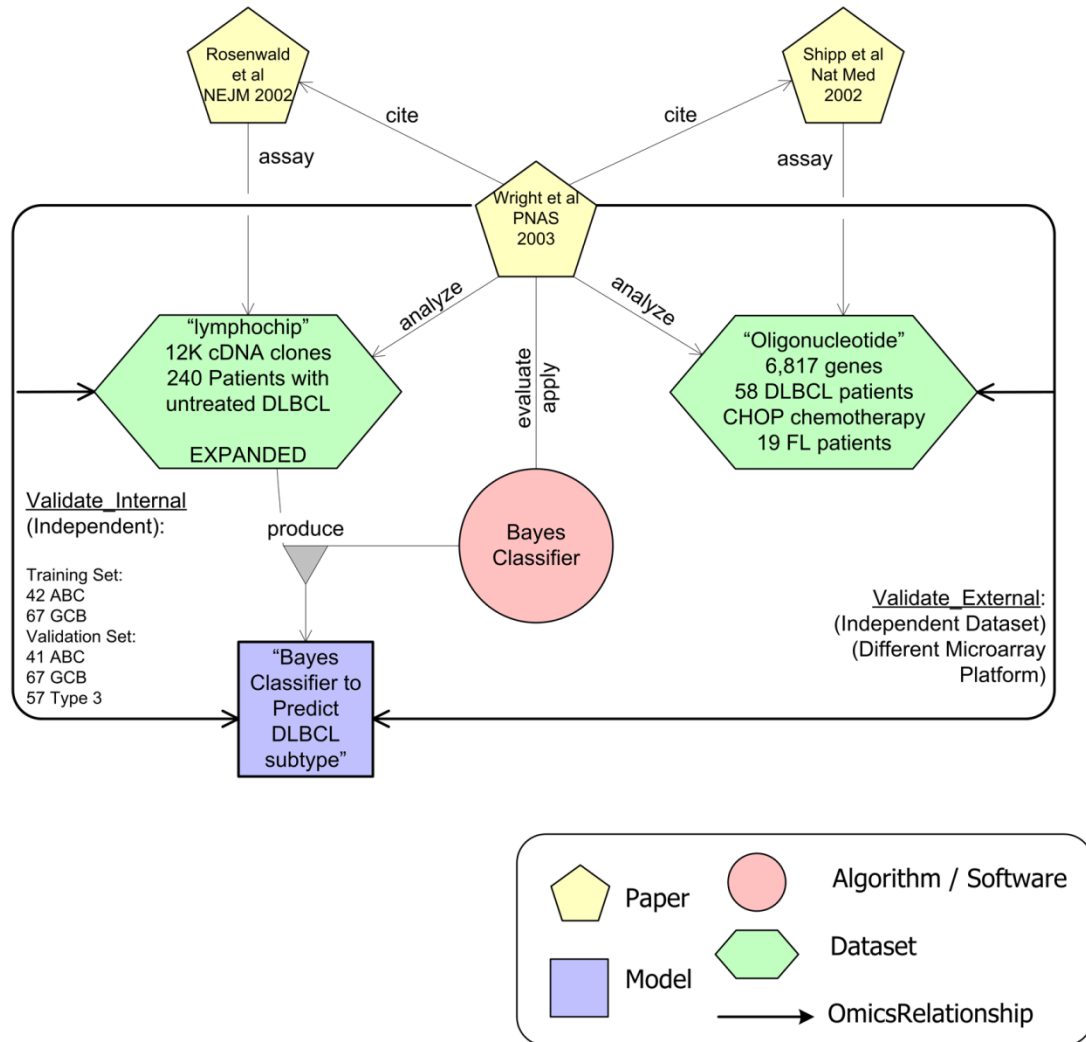 Rosenwald
et al
NEJM 2002
Shipp et al
Nat Med
2002
cite
cite
assay
assay
Wright et al
PNAS
2003
analyze
analyze
evaluate
apply
“lymphochip”
12K cDNA clones
240 Patients with
untreated DLBCL
EXPANDED
“Oligonucleotide”
6,817 genes
58 DLBCL patients
CHOP chemotherapy
19 FL patients
Validate_Internal
(Independent):
Training Set:
42 ABC
67 GCB
Validation Set:
41 ABC
67 GCB
57 Type 3
produce
Bayes
Classifier
Validate_External:
(Independent Dataset)
(Different Microarray
Platform)
“Bayes
Classifier to
Predict
DLBCL
subtype”
Paper
Algorithm / Software
Model
Dataset
OmicsRelationship